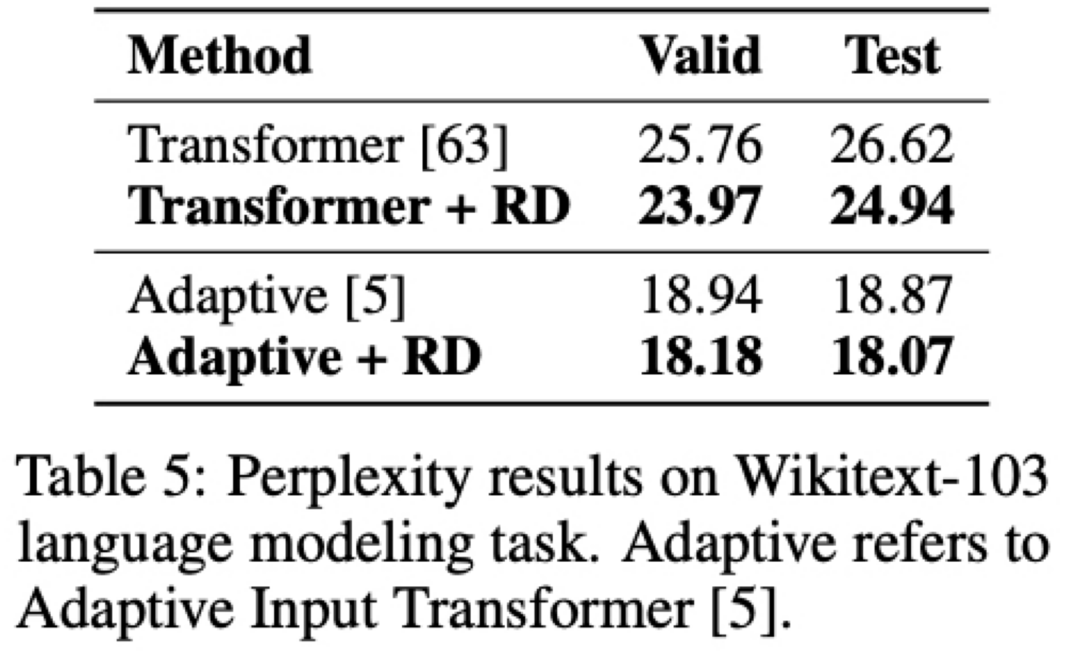 Method Valid Test
Transformer [63] 25.76 26.62
Transformer + RD 23.97 24.94
Adaptive [5] 18.94 18.87
Adaptive + RD 18.18 18.07
Table 5: Perplexity results on Wikitext-103
language modeling task. Adaptive refers to
Adaptive Input Transformer [5].